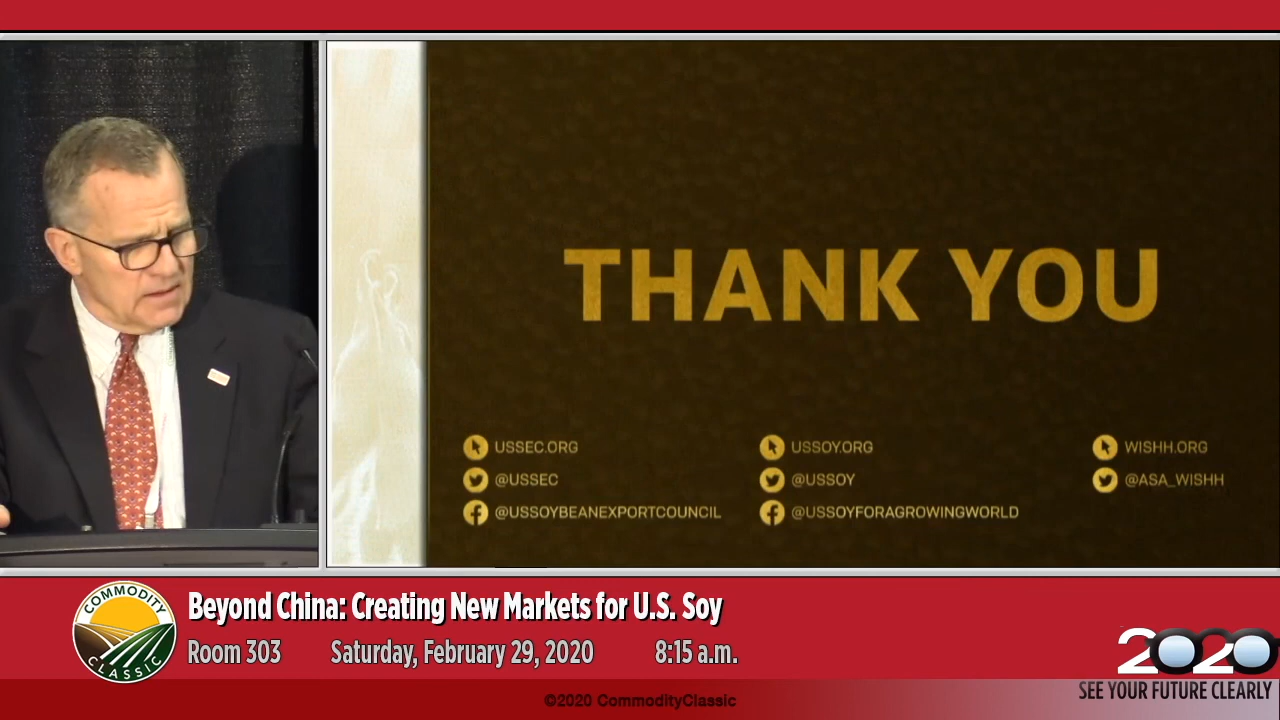 THANK YOU
USSEC.ORG
@USSEC
@USSOYBEANEXPORTCOUNCIL
USSOY.ORG
@USSOY
@USSOYFORAGROWINGWORLD
WISHH.ORG
@ASA_WISHH
COMMODITY
CLASSIC
Beyond China: Creating New Markets for U.S. Soy
Room 303 Saturday, February 29, 2020 8:15 a.m.
2020
SEE YOUR FUTURE CLEARLY
©2020 CommodityClassic